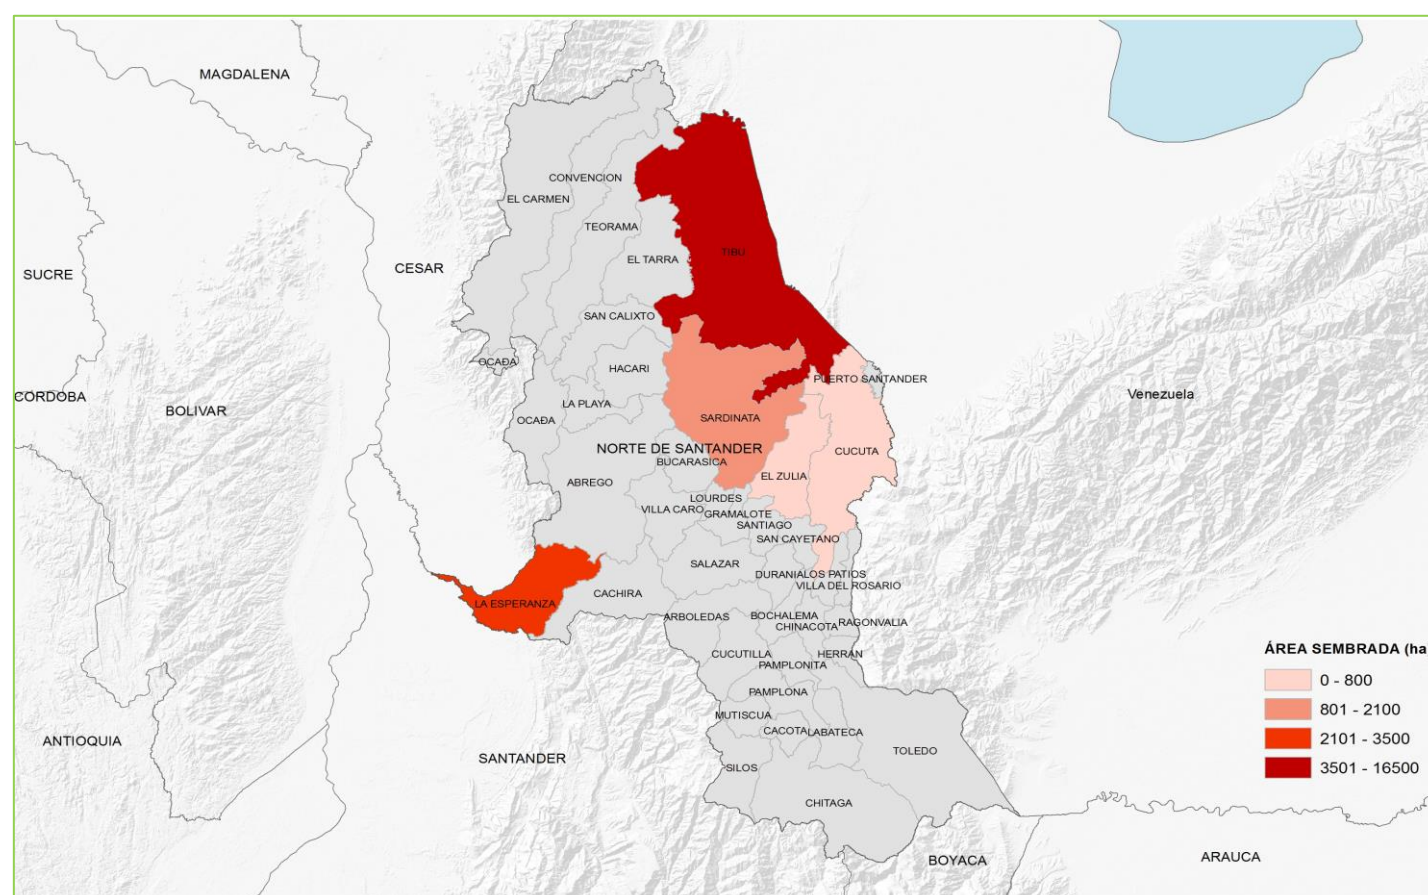 MAGDALENA
CONVENCION
EL CARMEN
TEORAMA
TIBU
EL TARRA
CESAR
SUCRE
SAN CALIXTO
OCAÐA
HACARI
PUERTO SANTANDER
CORDOBA
Venezuela
LA PLAYA
BOLIVAR
OCAÐA
SARDINATA
NORTE DE SANTANDER
CUCUTA
BUCARASICA
EL ZULIA
ABREGO
LOURDES
VILLA CARO
GRAMALOTE
SANTIAGO
SAN CAYETANO
SALAZAR
DURANIA
LOS PATIOS
VILLA DEL ROSARIO
CACHIRA
LA ESPERANZA
ARBOLEDAS
BOCHALEMA
RAGONVALIA
CHINACOTA
CUCUTILLA
HERRAN
PAMPLONITA
PAMPLONA
MUTISCUA
CACOTA
LABATECA
TOLEDO
ANTIOQUIA
SANTANDER
SILOS
CHITAGA
BOYACA
ARAUCA
ÁREA SEMBRADA (ha
0 - 800
801 - 2100
2101 - 3500
3501 - 16500